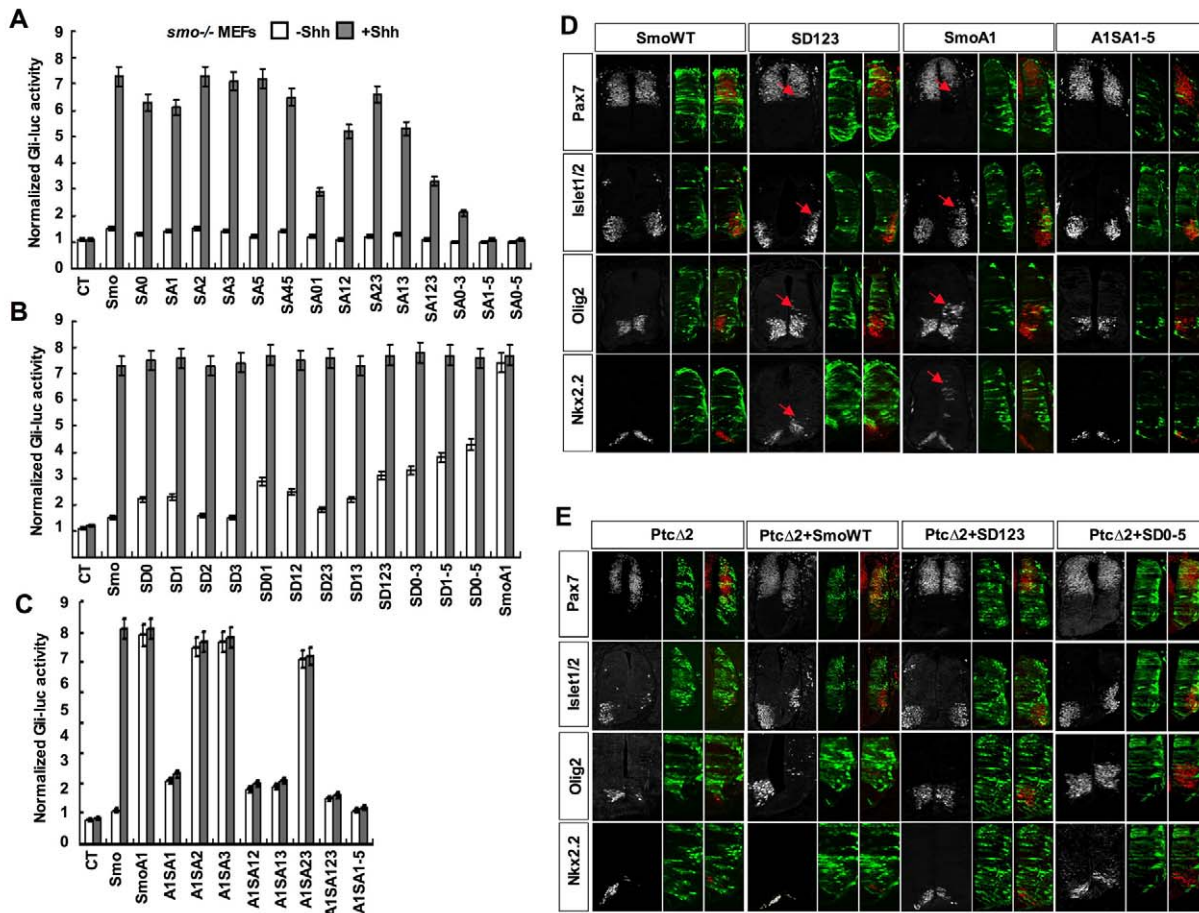 A
smo-/- MEFs -Shh +Shh
Normalized Gli-luc activity
9
8
7
6
5
4
3
2
1
CT Smo SA0 SA1 SA2 SA3 SA5 SA45 SA01 SA12 SA23 SA13 SA123 SA0-3 SA1-5 SA0-5
B
Normalized Gli-luc activity
9
8
7
6
5
4
3
2
1
CT Smo SD0 SD1 SD2 SD3 SD01 SD12 SD23 SD13 SD123 SD0-3 SD1-5 SD0-5 SmoA1
C
Normalized Gli-luc activity
9
8
7
6
5
4
3
2
1
0
CT Smo SmoA1 A1SA1 A1SA2 A1SA3 A1SA12 A1SA13 A1SA23 A1SA123 A1SA1-5
D
SmoWT SD123 SmoA1 A1SA1-5
Pax7
Islet1/2
Olig2
Nkx2.2
E
PtcΔ2 PtcΔ2+SmoWT PtcΔ2+SD123 PtcΔ2+SD0-5
Pax7
Islet1/2
Olig2
Nkx2.2